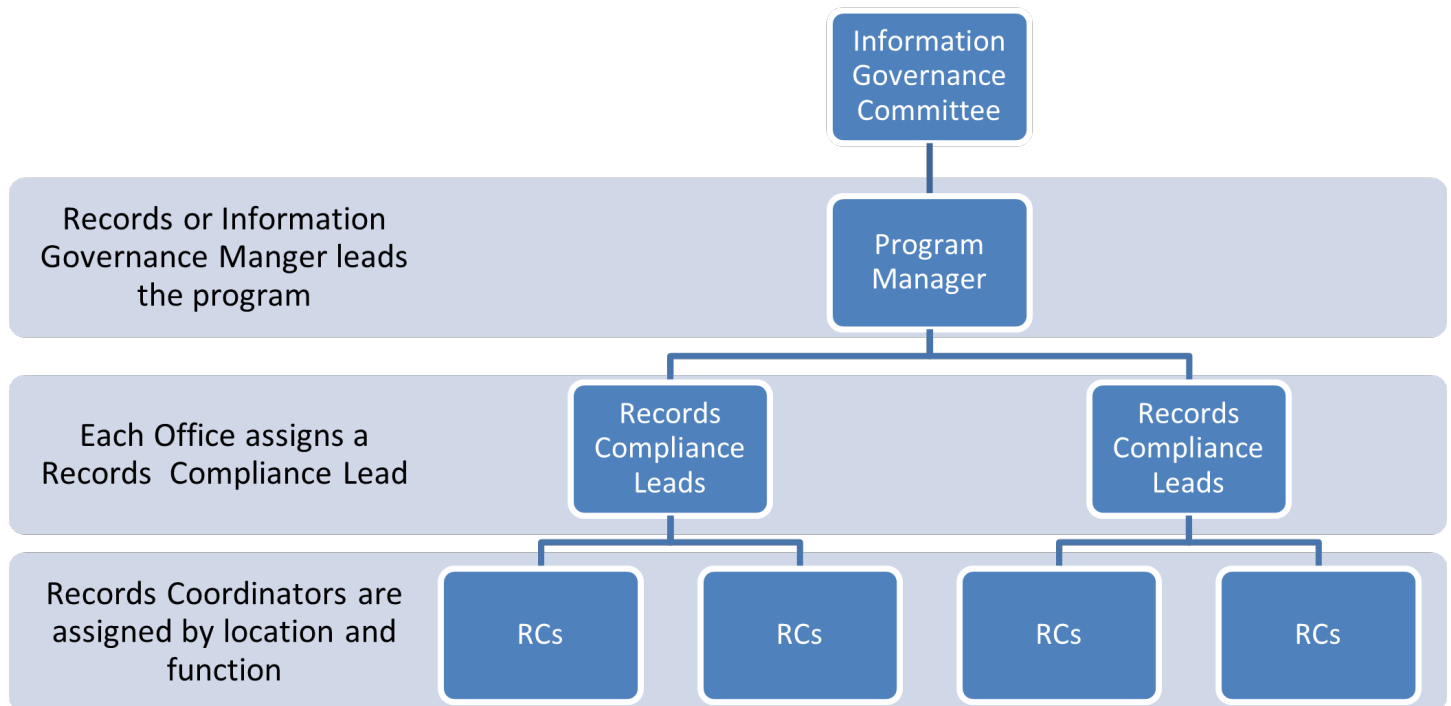 Information
Governance
Committee
Records or Information
Governance Manger leads
the program
Program
Manager
Each Office assigns a
Records  Compliance Lead
Records
Compliance
Leads
Records
Compliance
Leads
Records Coordinators are
assigned by location and
function
RCs
RCs
RCs
RCs